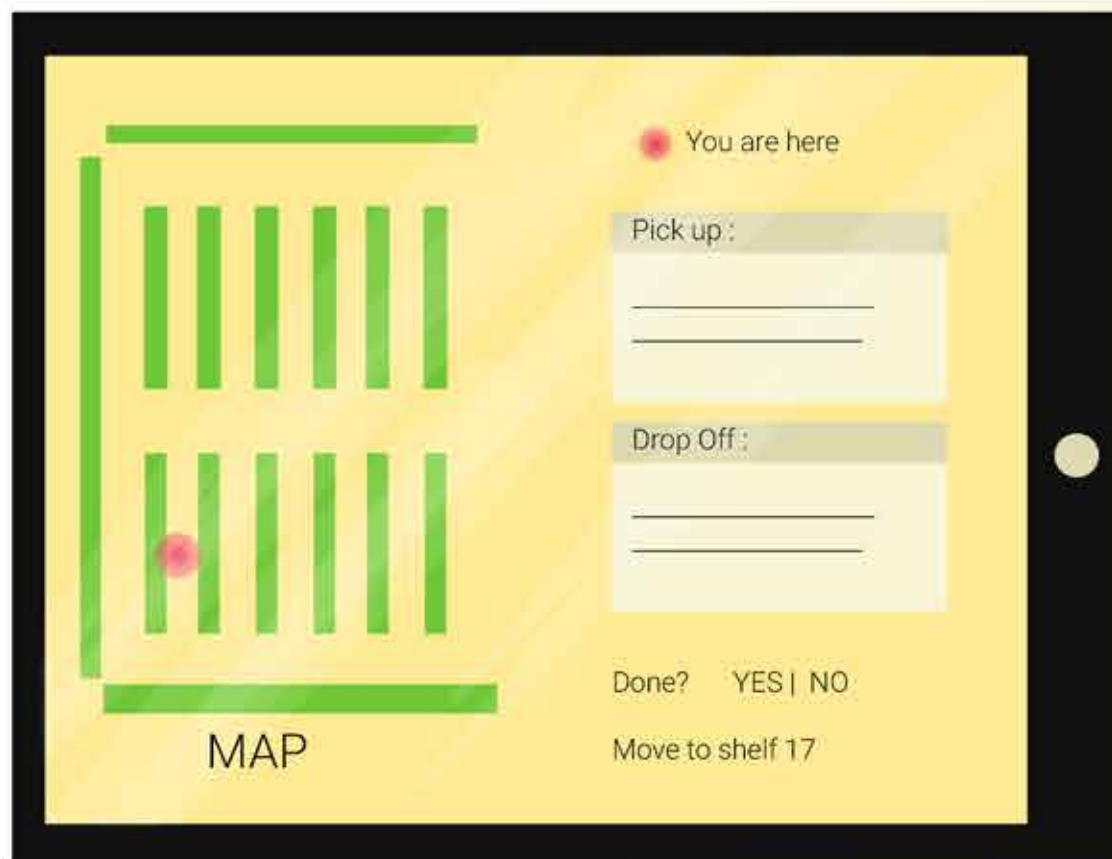 You are here
Pick up :
Drop Off :
Done? YES | NO
Move to shelf 17
MAP